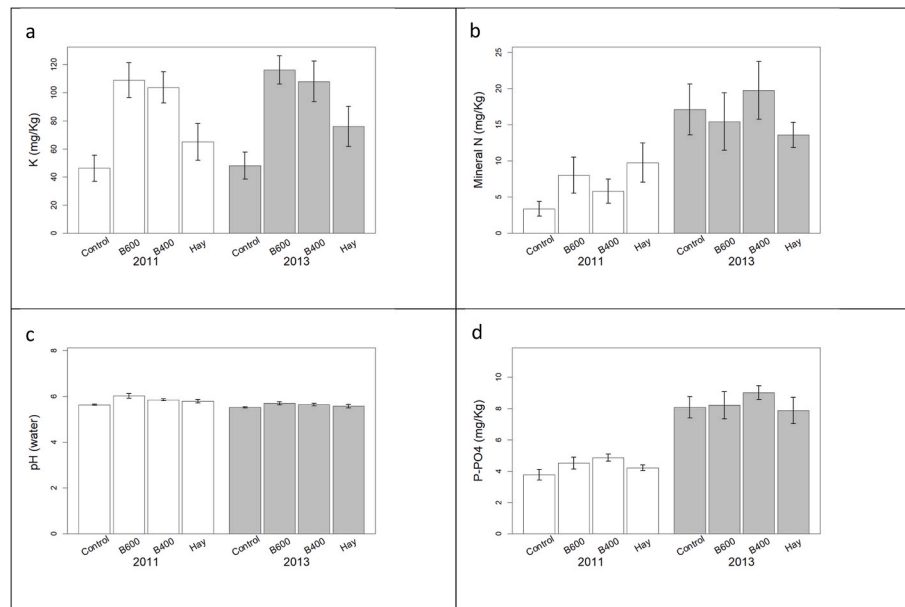 a
K (mg/Kg)
0 20 40 60 80 100 120
Control B600 B400 Hay Control B600 B400 Hay
2011 2013
b
Mineral N (mg/Kg)
0 5 10 15 20 25
Control B600 B400 Hay Control B600 B400 Hay
2011 2013
c
pH (water)
0 2 4 6 8
Control B600 B400 Hay Control B600 B400 Hay
2011 2013
d
P-PO4 (mg/Kg)
0 2 4 6 8 10
Control B600 B400 Hay Control B600 B400 Hay
2011 2013